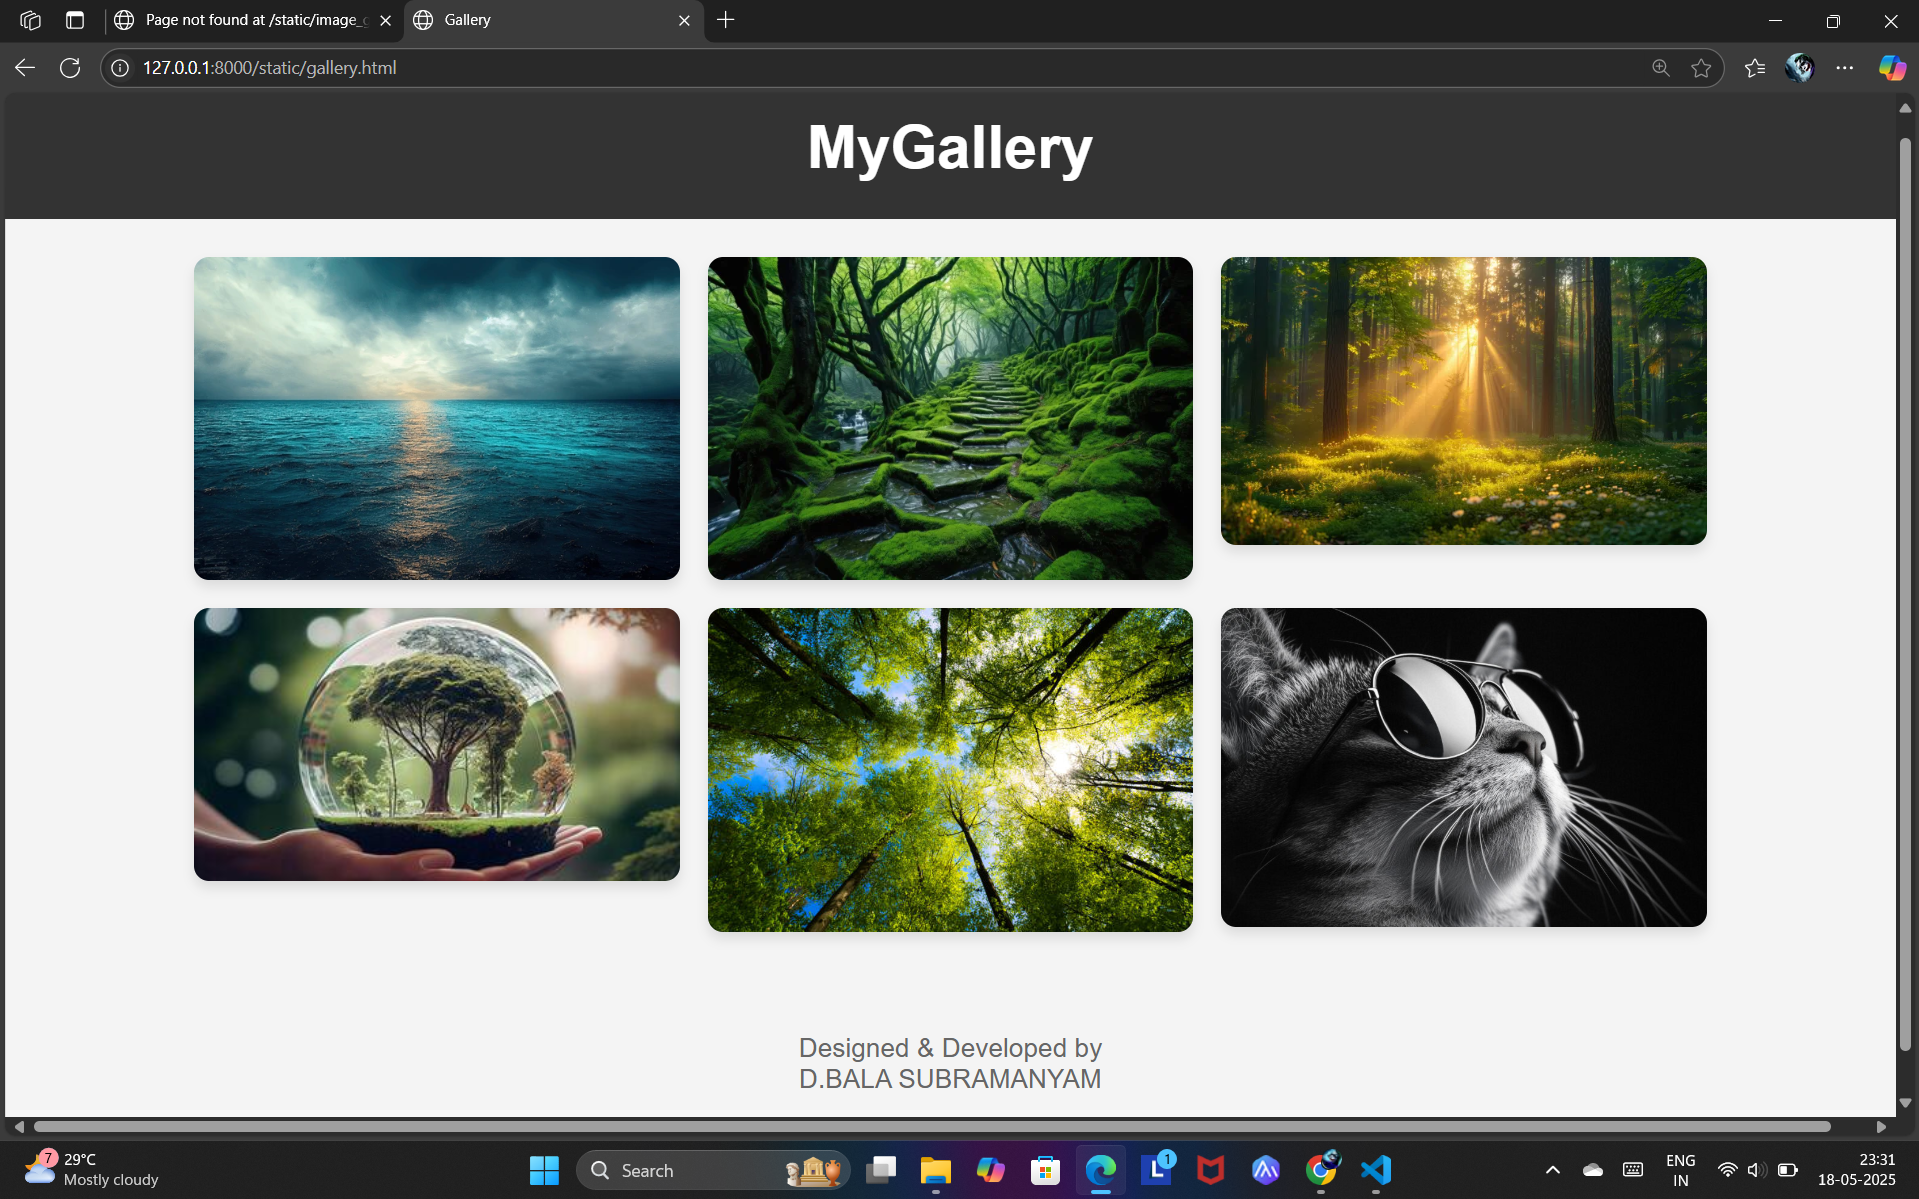 Page not found at /static/image_g
Gallery
127.0.0.1:8000/static/gallery.html
MyGallery
Designed & Developed by
D.BALA SUBRAMANYAM
7
29°C
Mostly cloudy
Search
L
1
ENG
IN
23:31
18-05-2025